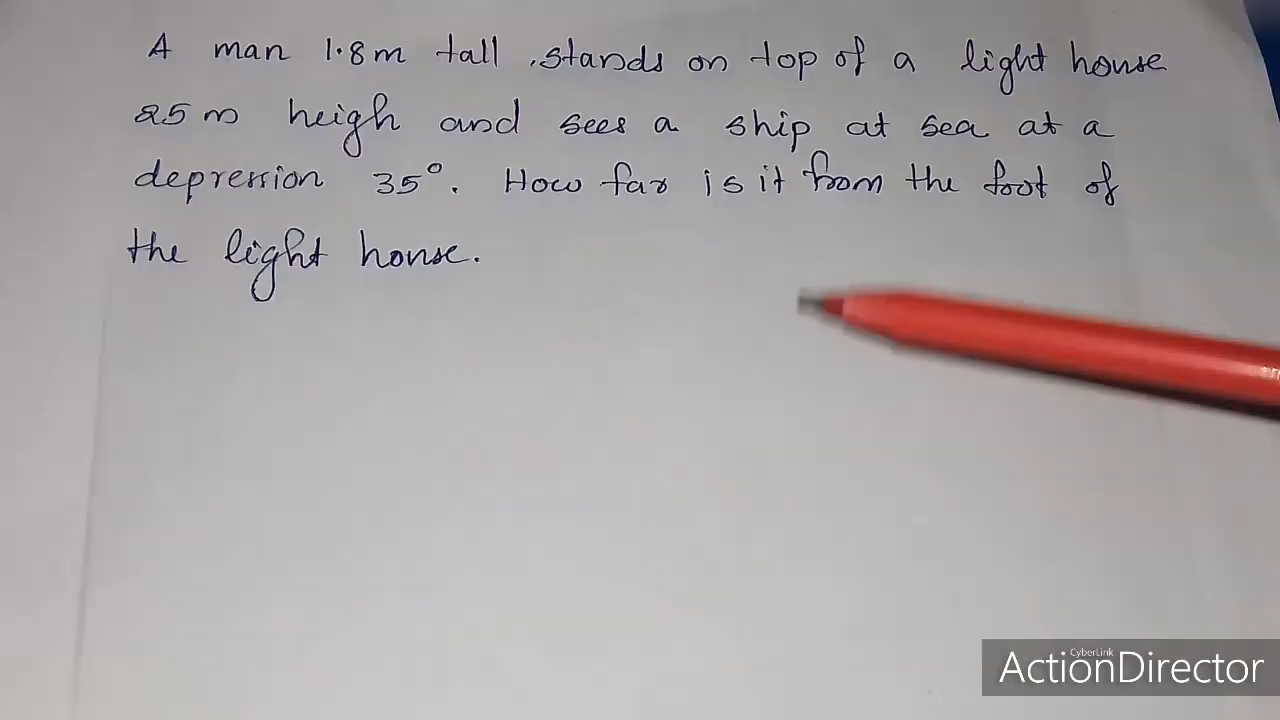 A man 1.8m tall, stands on top of a light house
25m heigh and sees a ship at sea at a
depression 35°. How far is it from the foot of
the light house.
CyberLink
ActionDirector